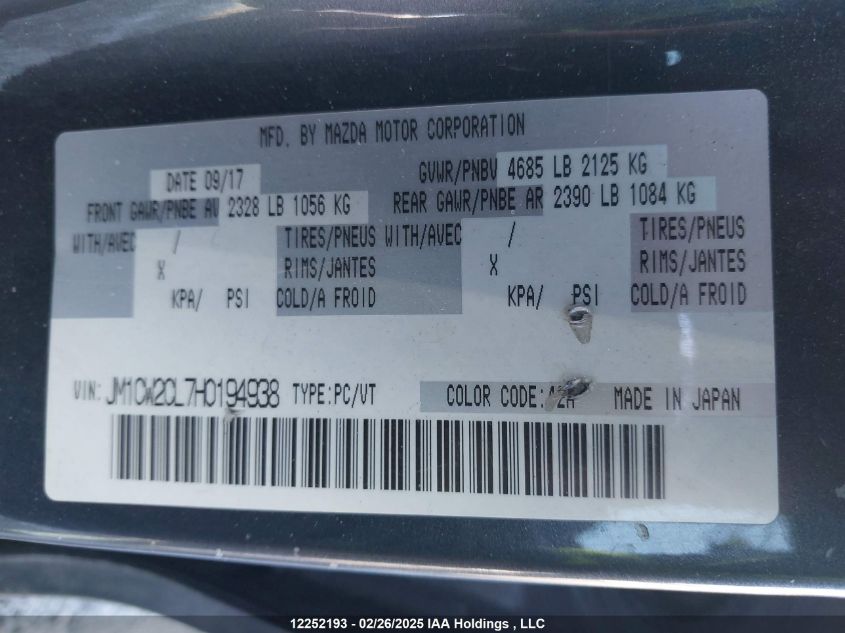 MFD. BY MAZDA MOTOR CORPORATION
DATE 09/17 GVWR/PNBV 4685 LB 2125 KG
FRONT GAWR/PNBE AV 2328 LB 1056 KG REAR GAWR/PNBE AR 2390 LB 1084 KG
WITH/AVEC / TIRES/PNEUS WITH/AVEC / TIRES/PNEUS
X RIMS/JANTES X RIMS/JANTES
KPA/ PSI COLD/A FROID KPA/ PSI COLD/A FROID
VIN: JM1CW2CL7H0194938 TYPE:PC/VT COLOR CODE: MADE IN JAPAN
12252193 - 02/26/2025 IAA Holdings , LLC